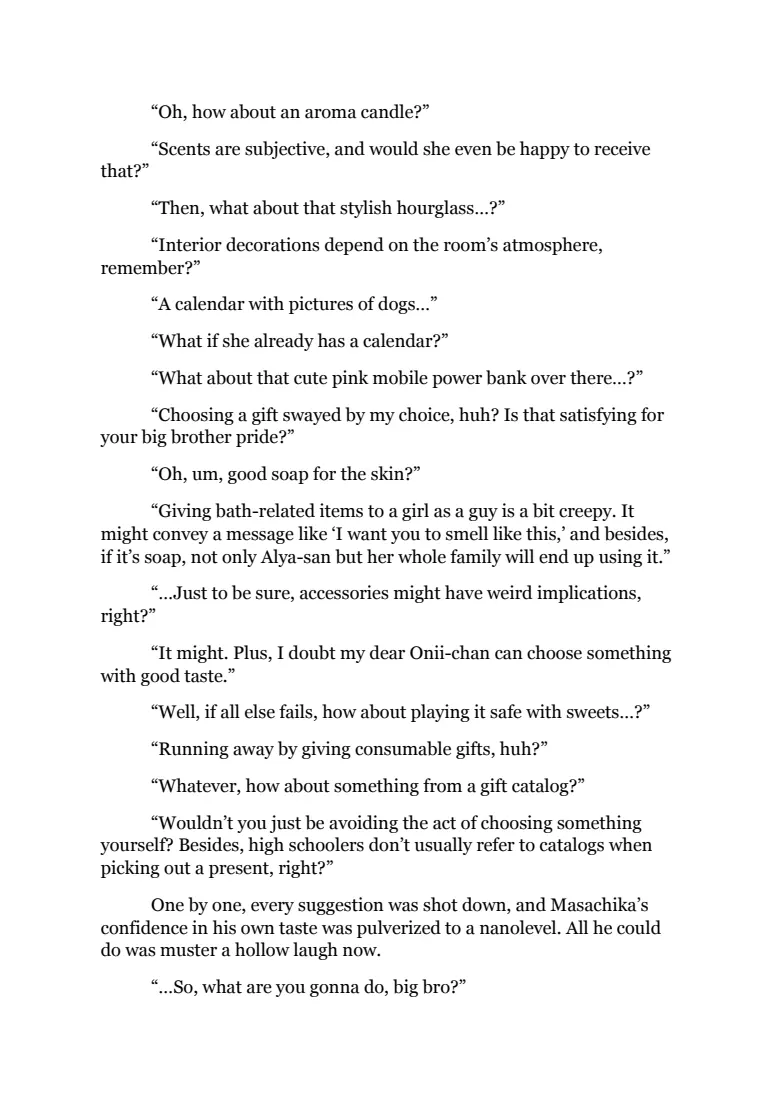 “Oh, how about an aroma candle?”
“Scents are subjective, and would she even be happy to receive
that?”
“Then, what about that stylish hourglass...?”
“Interior decorations depend on the room’s atmosphere,
remember?”
“A calendar with pictures of dogs...”
“What if she already has a calendar?”
“What about that cute pink mobile power bank over there...?”
“Choosing a gift swayed by my choice, huh? Is that satisfying for
your big brother pride?”
“Oh, um, good soap for the skin?”
“Giving bath-related items to a girl as a guy is a bit creepy. It
might convey a message like ‘I want you to smell like this,’ and besides,
if it’s soap, not only Alya-san but her whole family will end up using it.”
“...Just to be sure, accessories might have weird implications,
right?”
“It might. Plus, I doubt my dear Onii-chan can choose something
with good taste.”
“Well, if all else fails, how about playing it safe with sweets...?”
“Running away by giving consumable gifts, huh?”
“Whatever, how about something from a gift catalog?”
“Wouldn’t you just be avoiding the act of choosing something
yourself? Besides, high schoolers don’t usually refer to catalogs when
picking out a present, right?”
One by one, every suggestion was shot down, and Masachika’s
confidence in his own taste was pulverized to a nanolevel. All he could
do was muster a hollow laugh now.
“...So, what are you gonna do, big bro?”